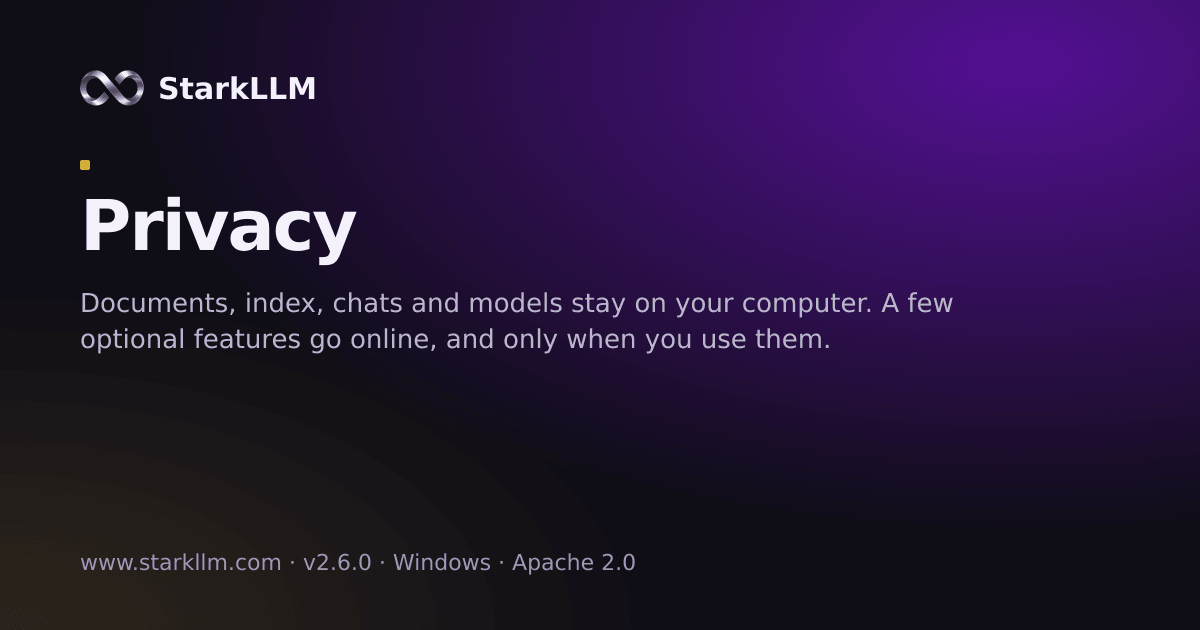 StarkLLM
Privacy
Documents, index, chats and models stay on your computer. A few
optional features go online, and only when you use them.
www.starkllm.com · v2.6.0 · Windows · Apache 2.0